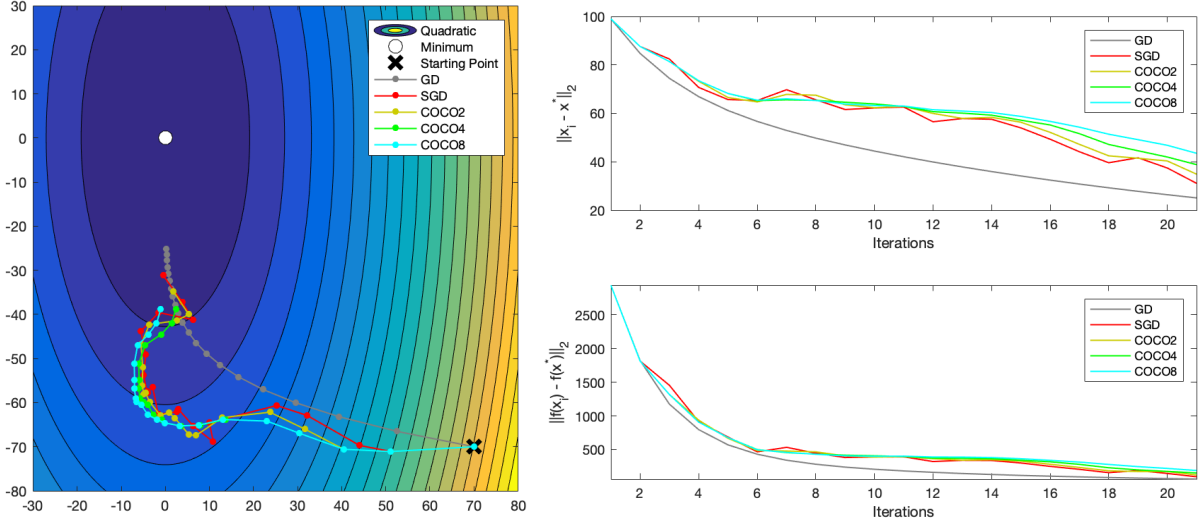 30
20
10
0
-10
-20
-30
-40
-50
-60
-70
-80
-30 -20 -10 0 10 20 30 40 50 60 70 80
Quadratic
Minimum
Starting Point
GD
SGD
COCO2
COCO4
COCO8
100
80
60
40
20
||x_i - x^*||_2
2 4 6 8 10 12 14 16 18 20
Iterations
GD
SGD
COCO2
COCO4
COCO8
2500
2000
1500
1000
500
||f(x_i) - f(x^*)||_2
2 4 6 8 10 12 14 16 18 20
Iterations
GD
SGD
COCO2
COCO4
COCO8